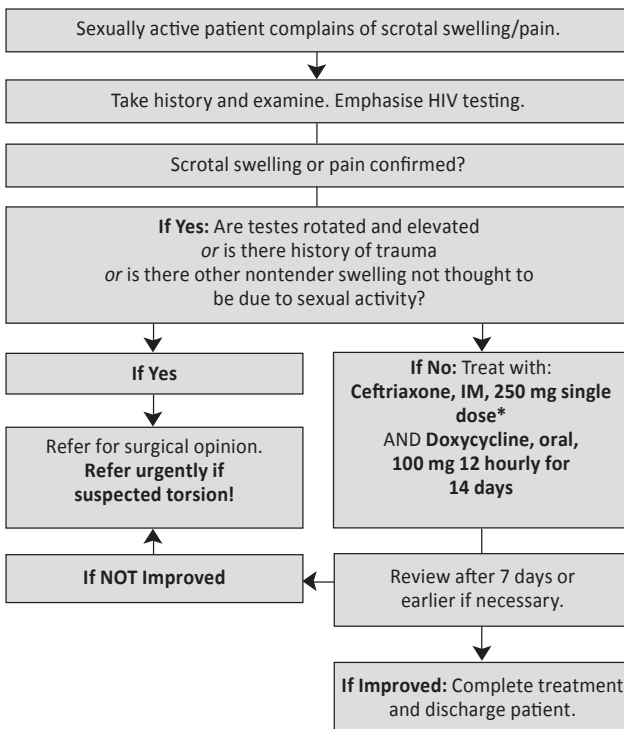 Sexually active patient complains of scrotal swelling/pain.
Take history and examine. Emphasise HIV testing.
Scrotal swelling or pain confirmed?
If Yes: Are testes rotated and elevated
or is there history of trauma
or is there other nontender swelling not thought to
be due to sexual activity?
If Yes
Refer for surgical opinion.
Refer urgently if
suspected torsion!
If No: Treat with:
Ceftriaxone, IM, 250 mg single
dose*
AND Doxycycline, oral,
100 mg 12 hourly for
14 days
If NOT Improved
Review after 7 days or
earlier if necessary.
If Improved: Complete treatment
and discharge patient.